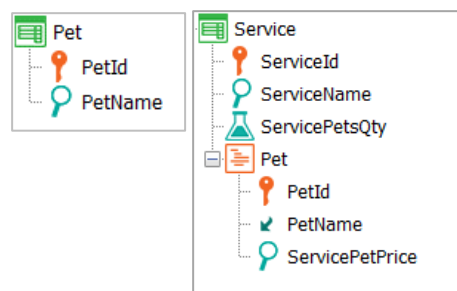 Pet
PetId
PetName
Service
ServiceId
ServiceName
ServicePetsQty
Pet
PetId
PetName
ServicePetPrice